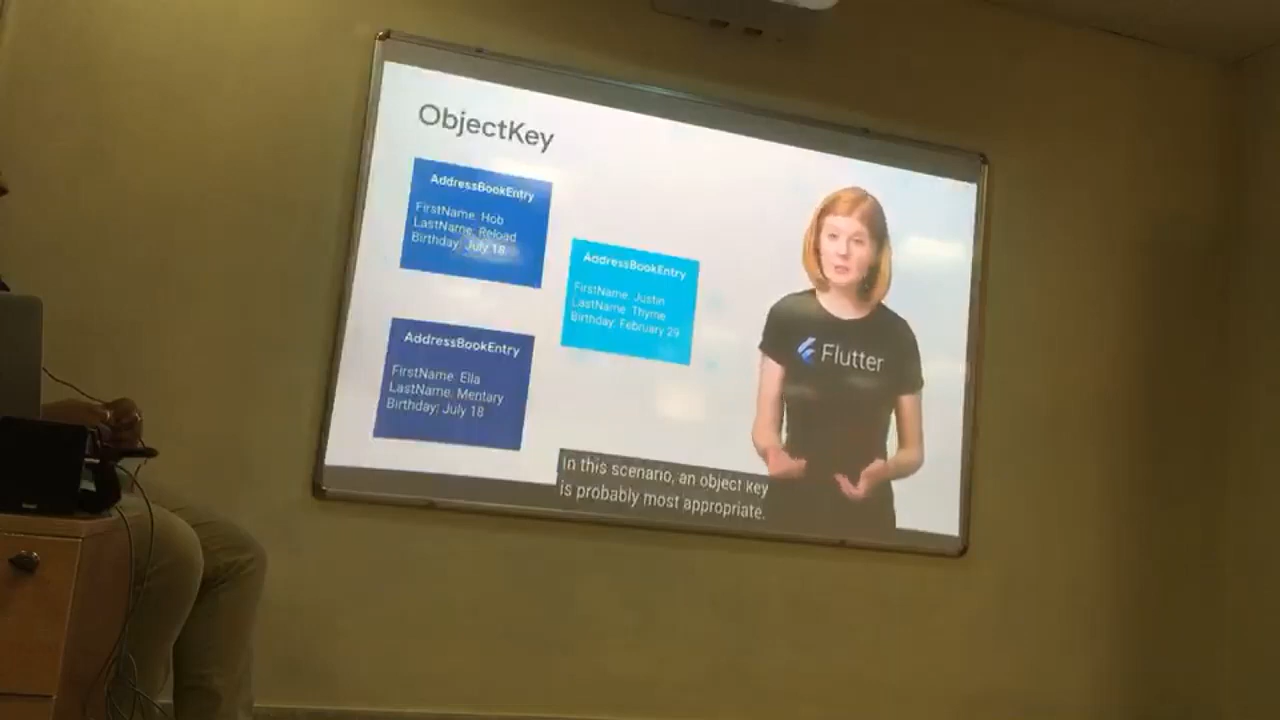 ObjectKey
AddressBookEntry
FirstName: Hob
LastName: Reload
Birthday: July 18
AddressBookEntry
FirstName: Justin
LastName: Thyme
Birthday: February 29
AddressBookEntry
FirstName: Ella
LastName: Mentary
Birthday: July 18
Flutter
In this scenario, an object key
is probably most appropriate.